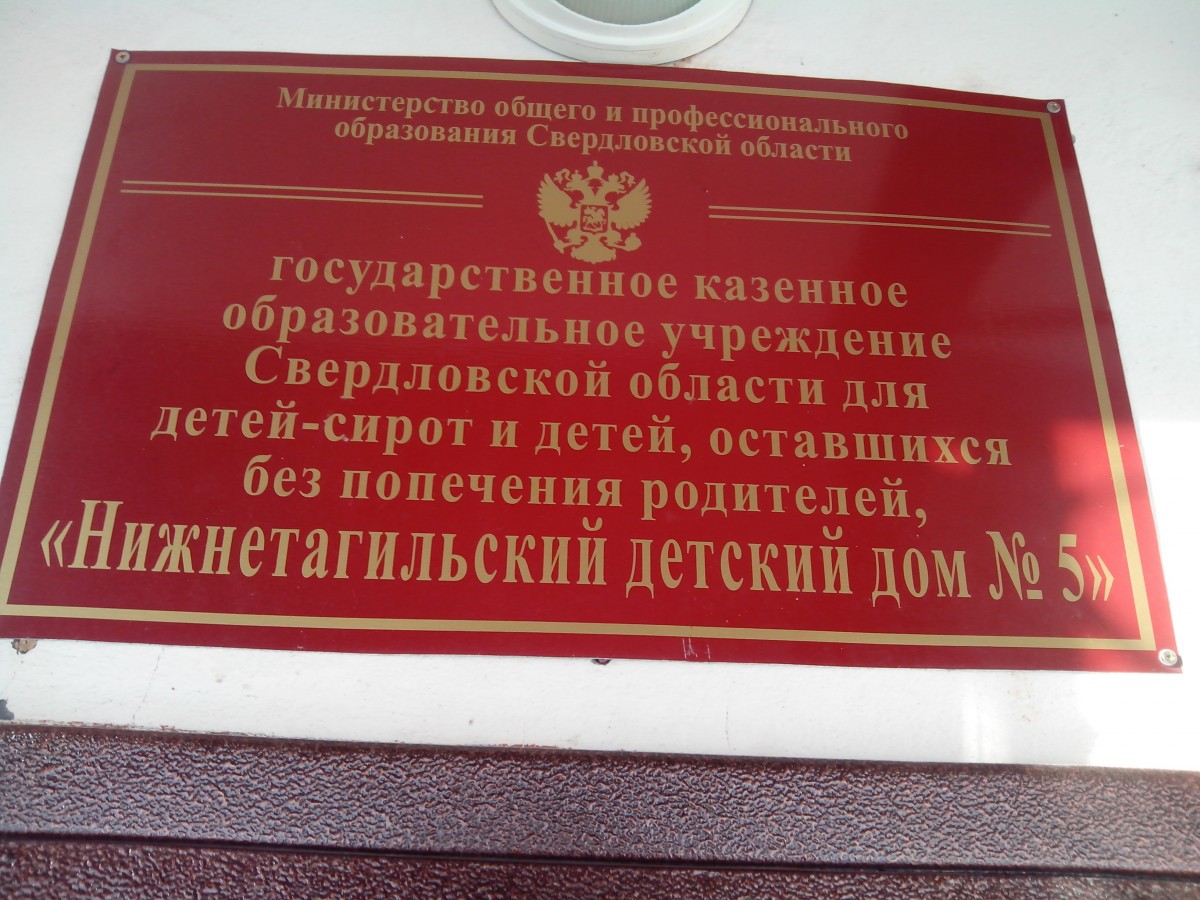 Министерство общего и профессионального
образования Свердловской области
государственное казенное
образовательное учреждение
Свердловской области для
детей-сирот и детей, оставшихся
без попечения родителей,
«Нижнетагильский детский дом № 5»